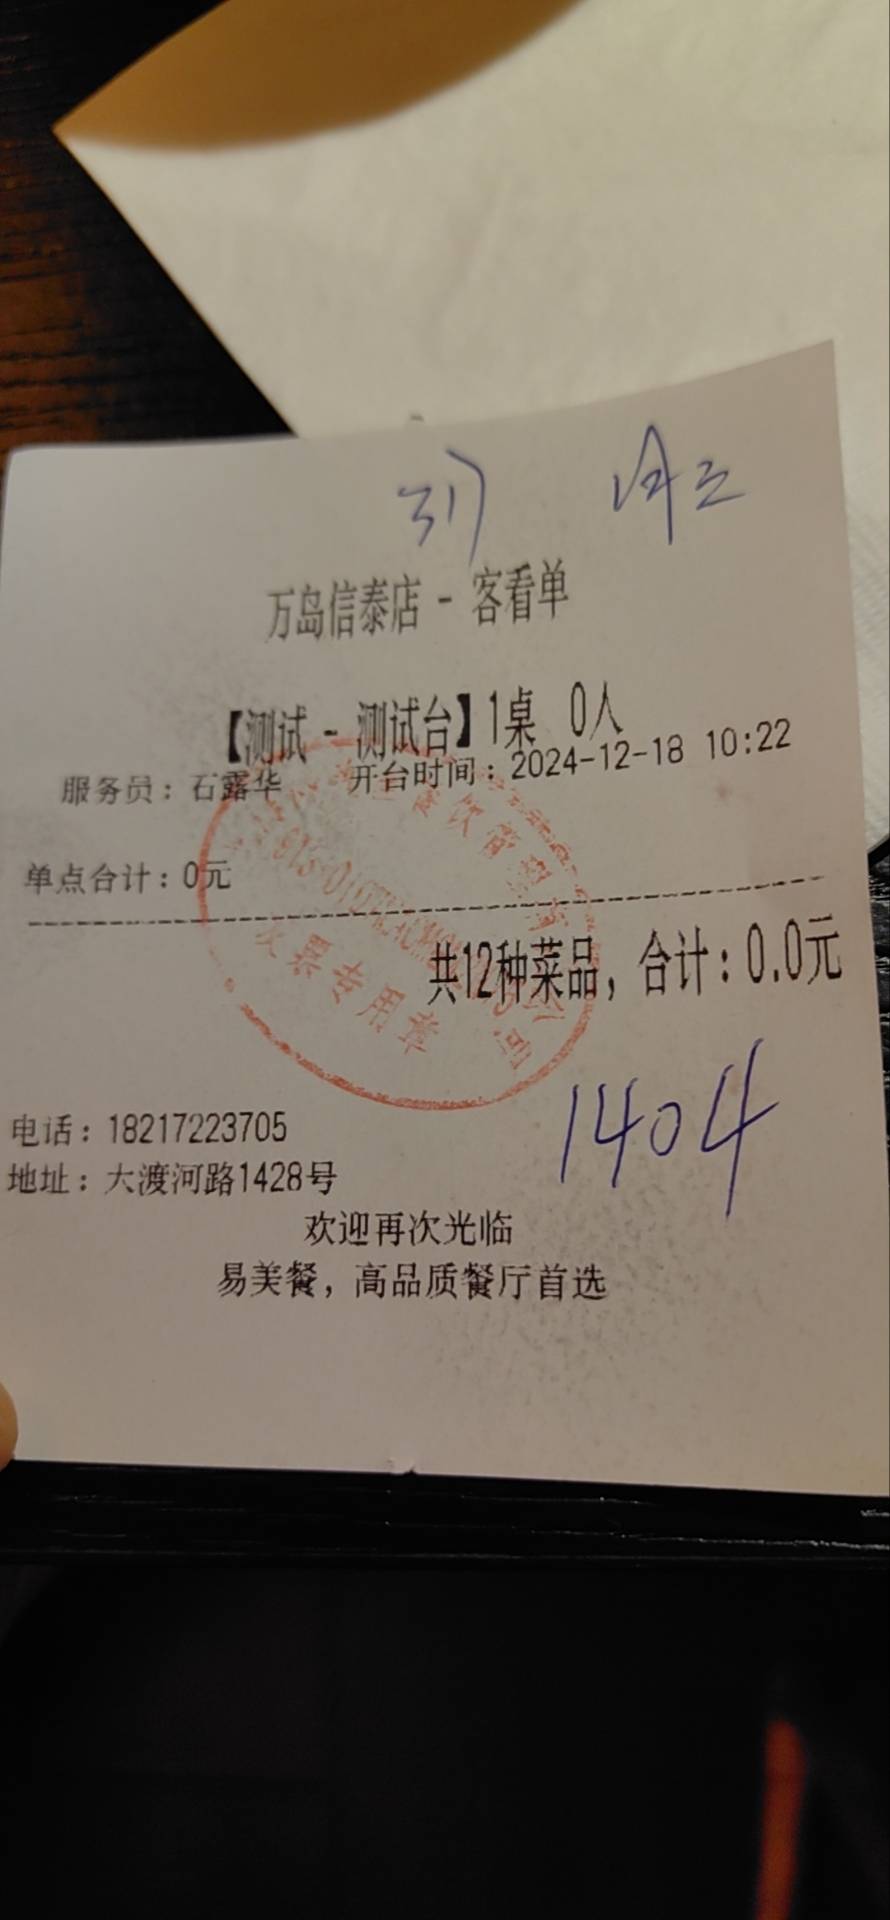 万岛信泰店 - 客看单
【测试 - 测试台】1桌 0人
服务员：石露华 开台时间：2024-12-18 10:22
单点合计：0元
共12种菜品，合计：0.0元
票专用章
1404
电话：18217223705
地址：大渡河路1428号
欢迎再次光临
易美餐，高品质餐厅首选